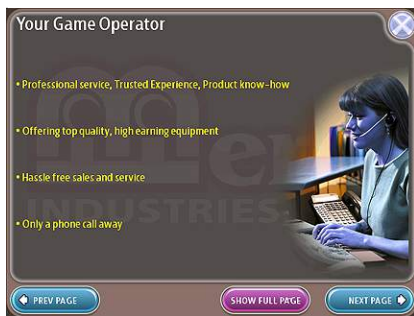 Your Game Operator
• Professional service, Trusted Experience, Product know-how
• Offering top quality, high earning equipment
• Hassle free sales and service
• Only a phone call away
INDUSTRIES
PREV PAGE
SHOW FULL PAGE
NEXT PAGE